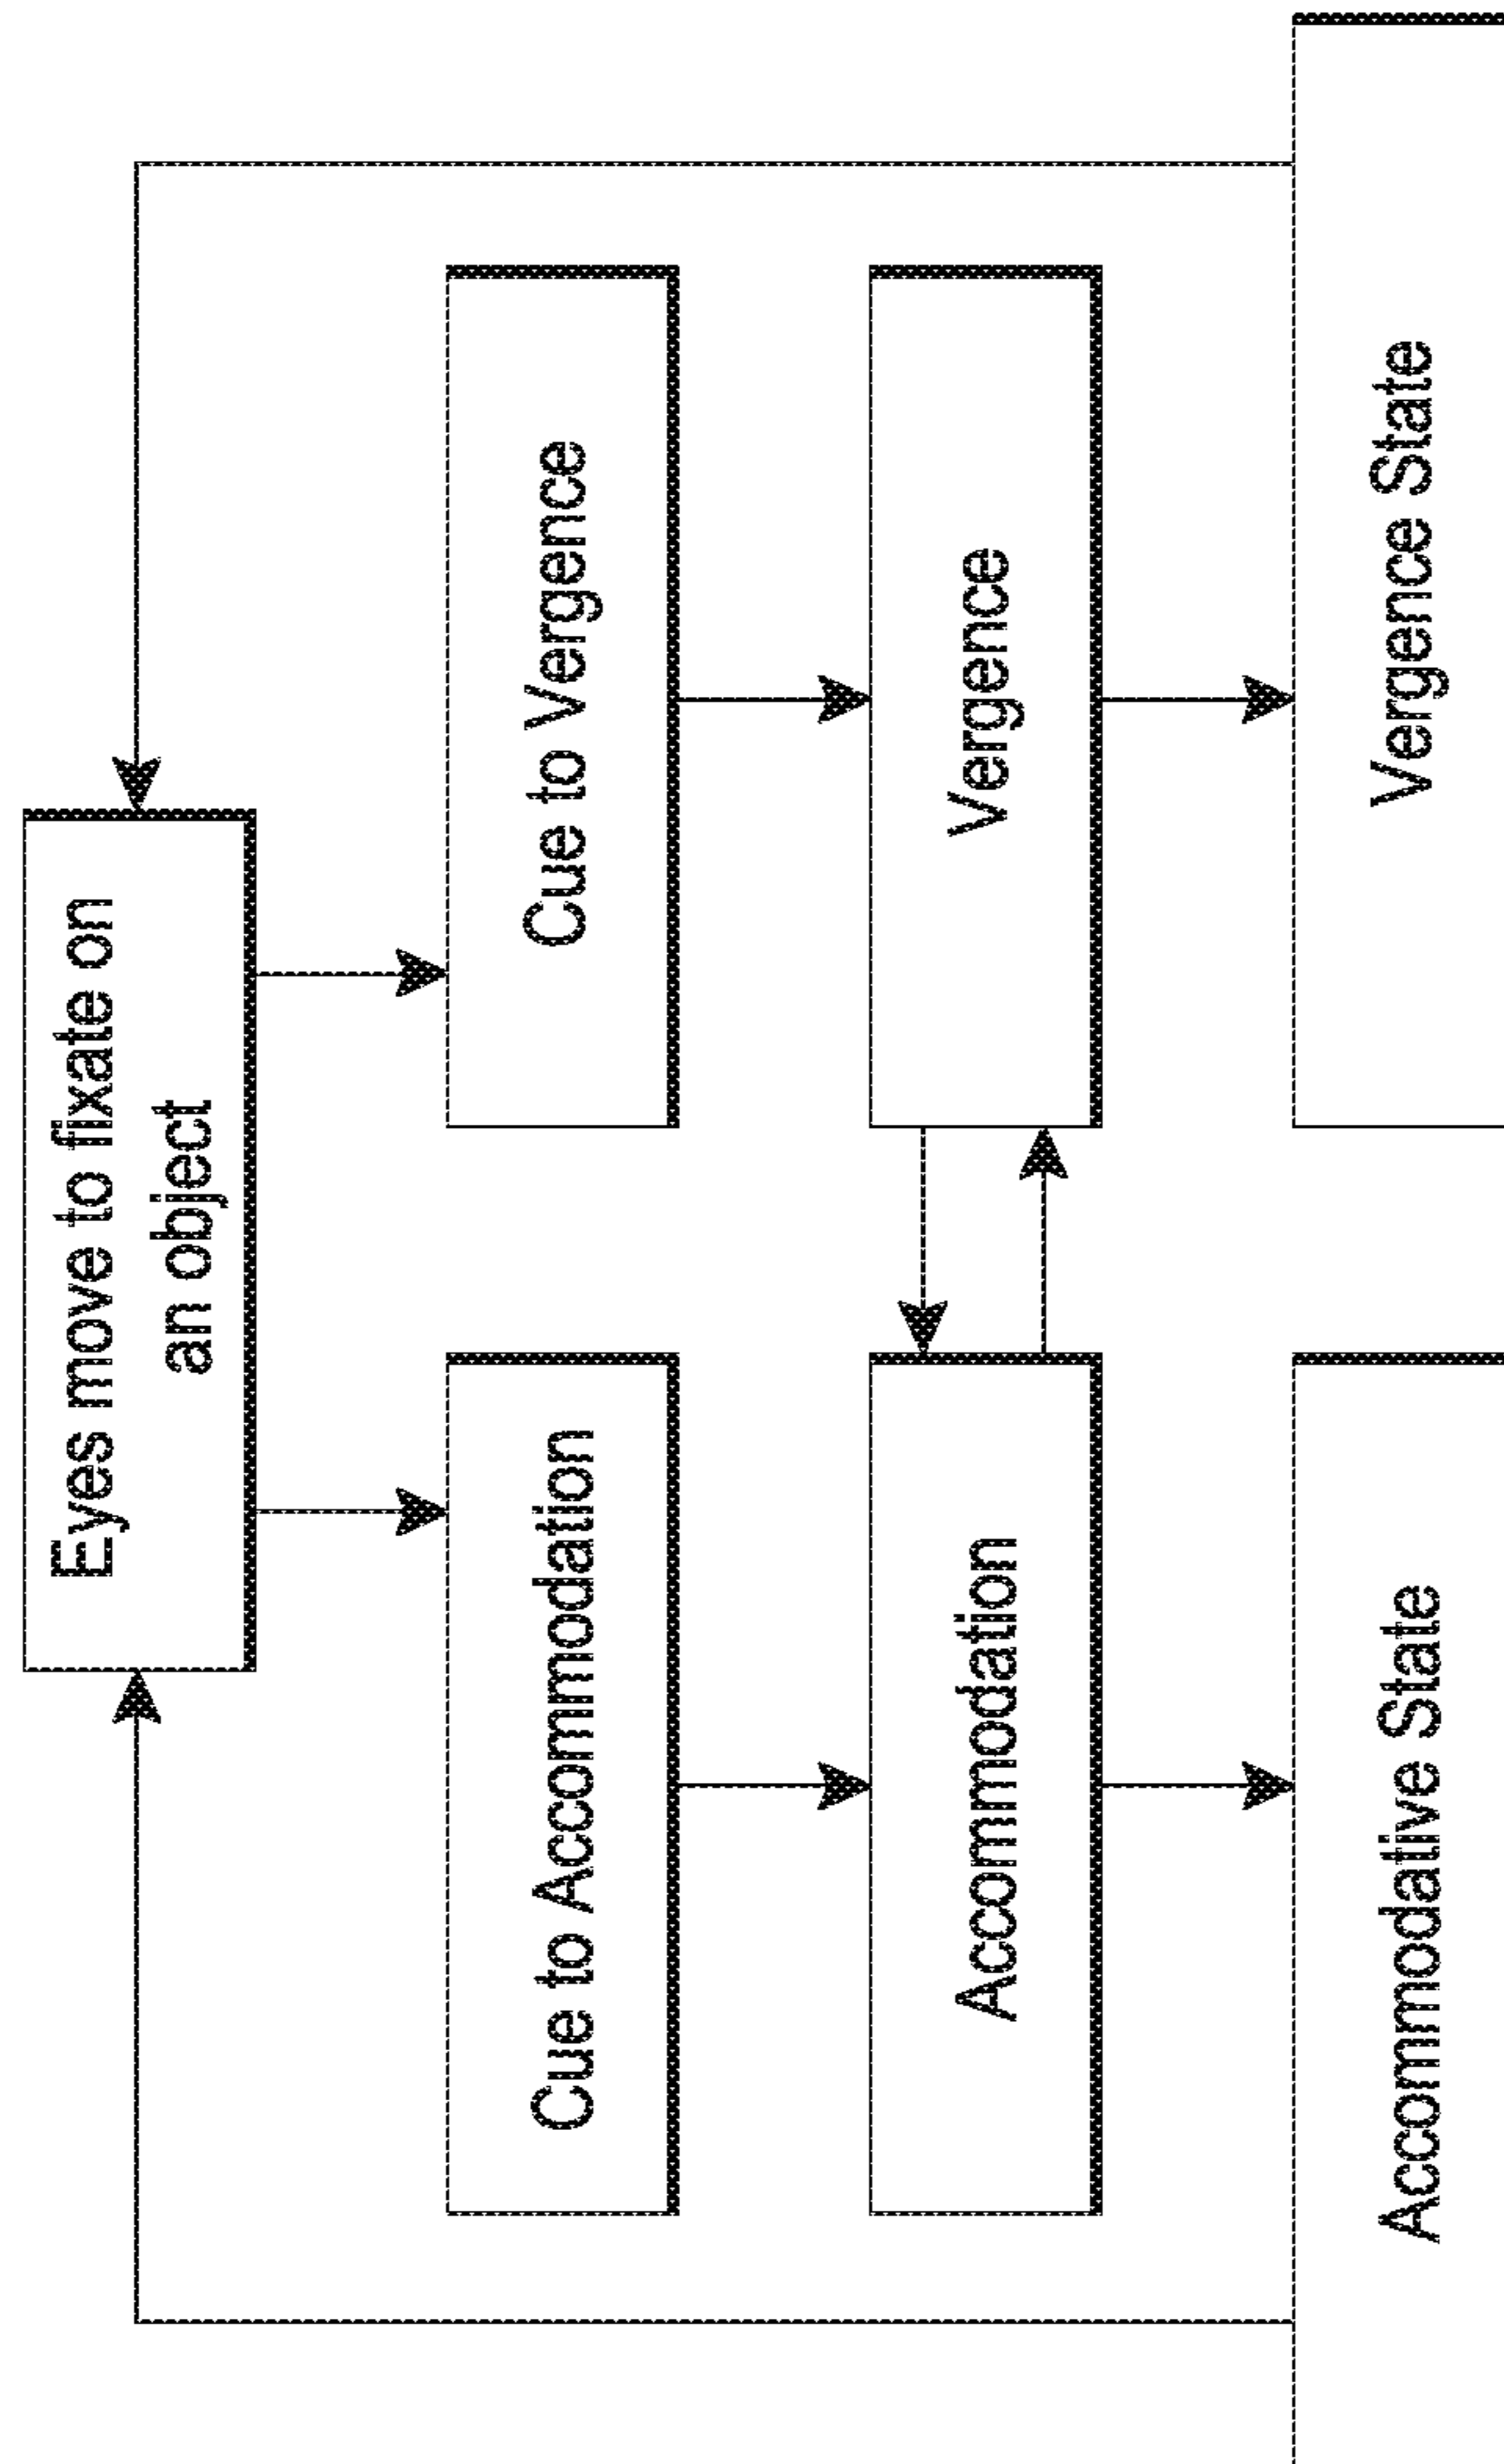 Eyes move to fixate on
an object
Cue to Accommodation
Cue to Vergence
Accommodation
Vergence
Accommodative State
Vergence State